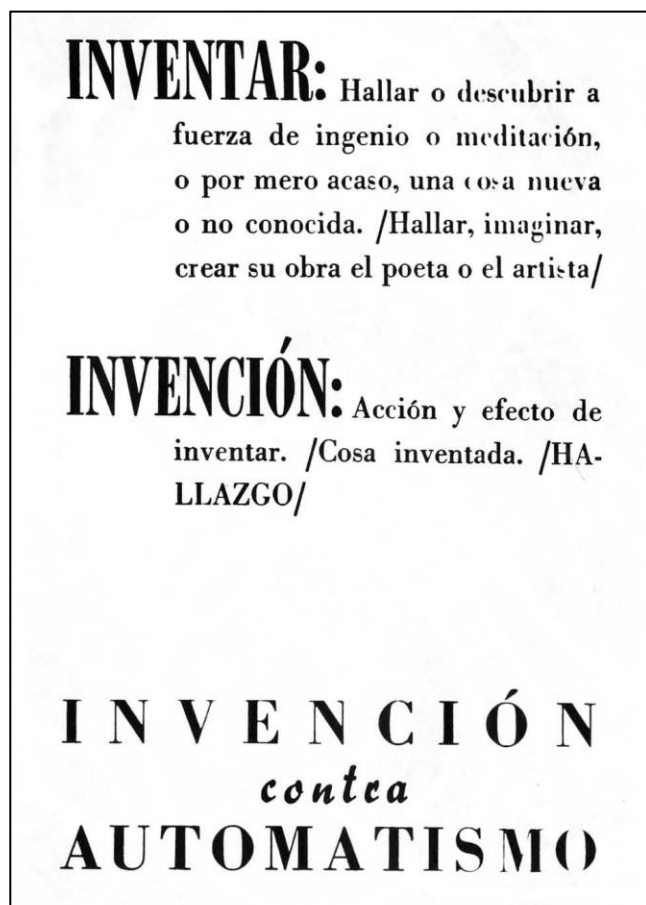 INVENTAR: Hallar o descubrir a
fuerza de ingenio o meditación,
o por mero acaso, una cosa nueva
o no conocida. /Hallar, imaginar,
crear su obra el poeta o el artista/
INVENCIÓN: Acción y efecto de
inventar. /Cosa inventada. /HA-
LLAZGO/
INVENCIÓN
contra
AUTOMATISMO